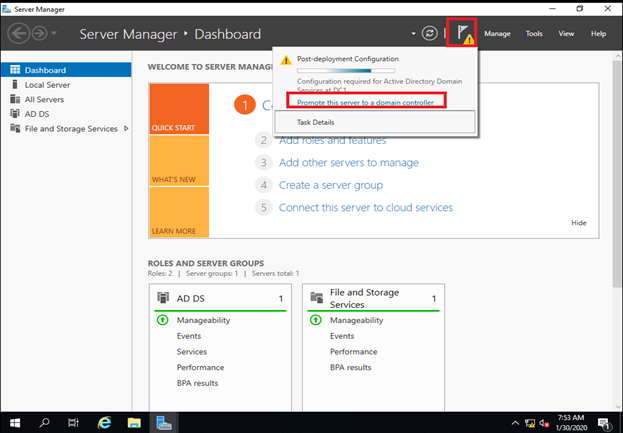 Server Manager
Server Manager • Dashboard
Manage Tools View Help
Post-deployment Configuration
Configuration required for Active Directory Domain
Services at DC1
Promote this server to a domain controller
Task Details
Dashboard
Local Server
All Servers
AD DS
File and Storage Services
WELCOME TO SERVER MANA
QUICK START
WHAT'S NEW
LEARN MORE
1 Co
2 Add roles and features
3 Add other servers to manage
4 Create a server group
5 Connect this server to cloud services
Hide
ROLES AND SERVER GROUPS
Roles: 2 | Server groups: 1 | Servers total: 1
AD DS 1
Manageability
Events
Services
Performance
BPA results
File and Storage
Services 1
Manageability
Events
Performance
BPA results
7:53 AM
1/30/2020
1